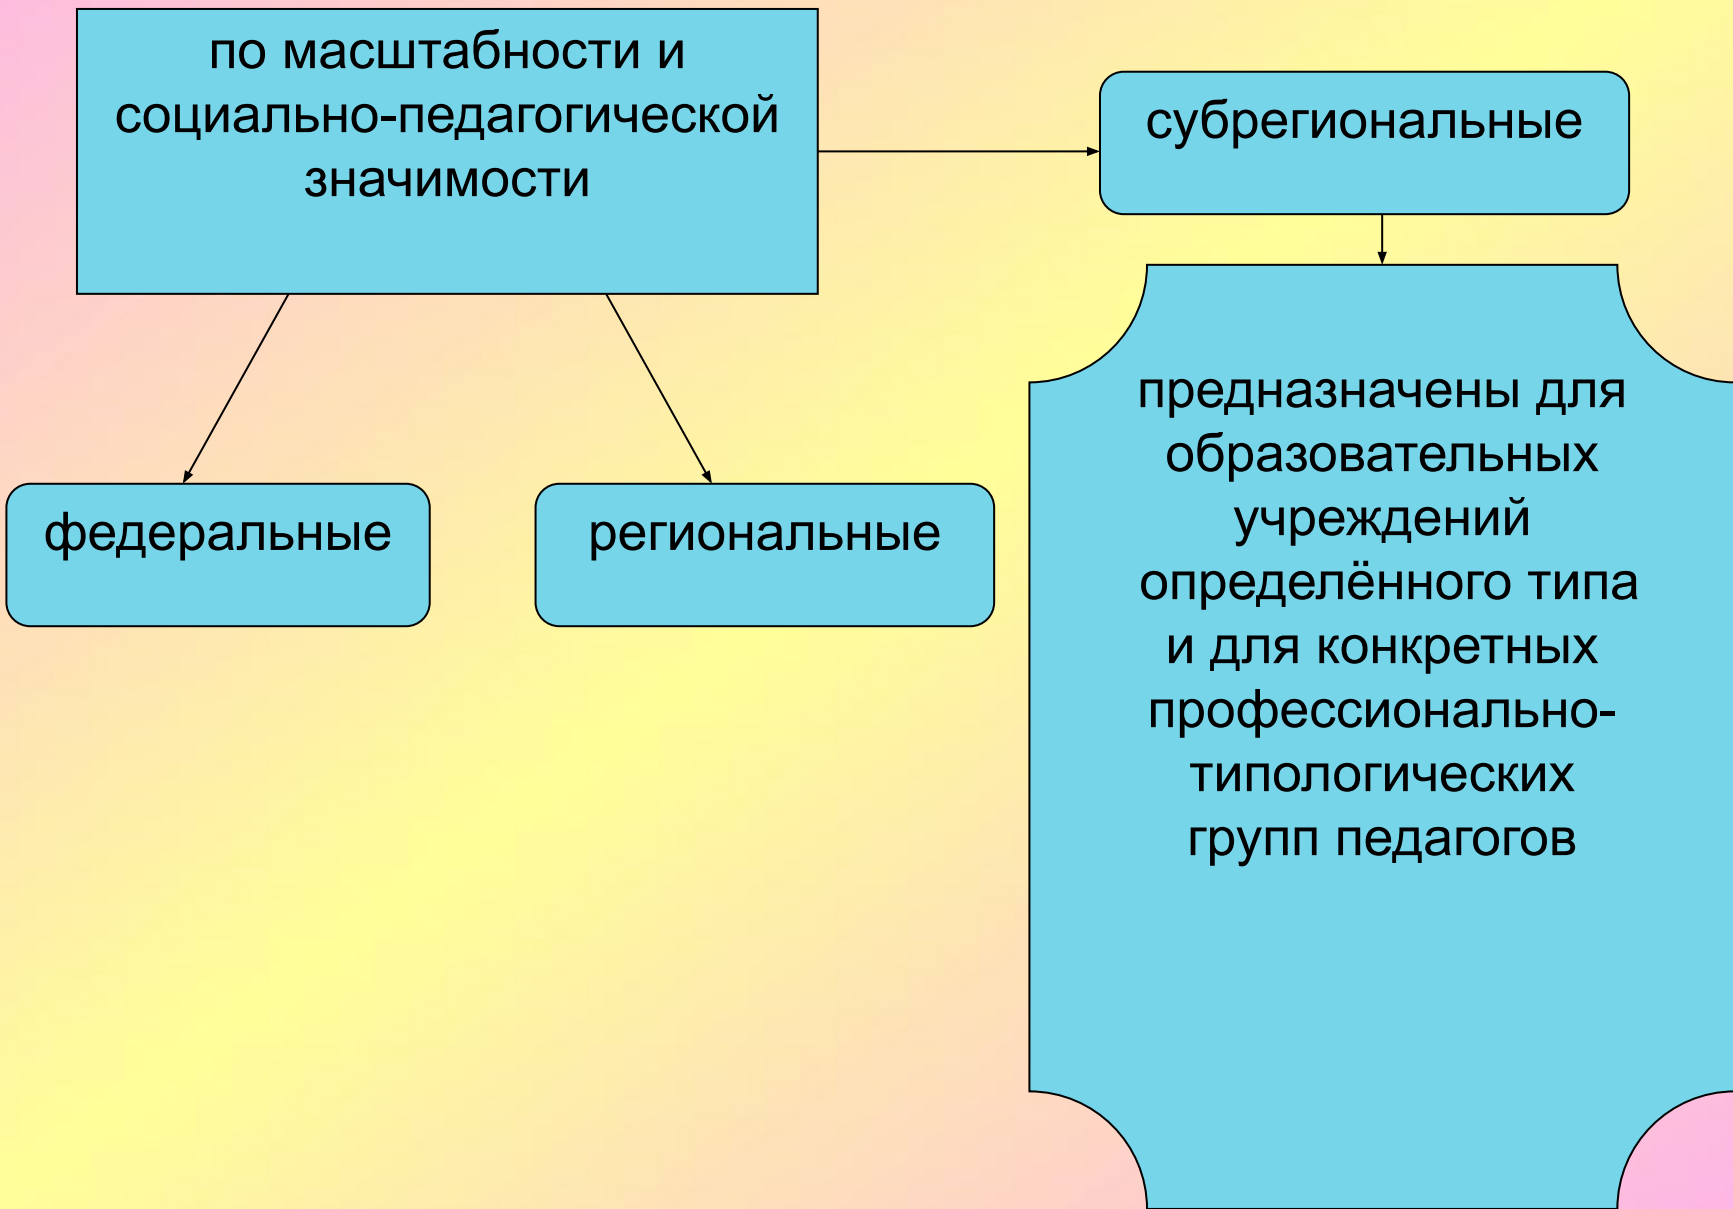 по масштабности и
социально-педагогической
значимости
субрегиональные
федеральные
региональные
предназначены для
образовательных
учреждений
определённого типа
и для конкретных
профессионально-
типологических
групп педагогов